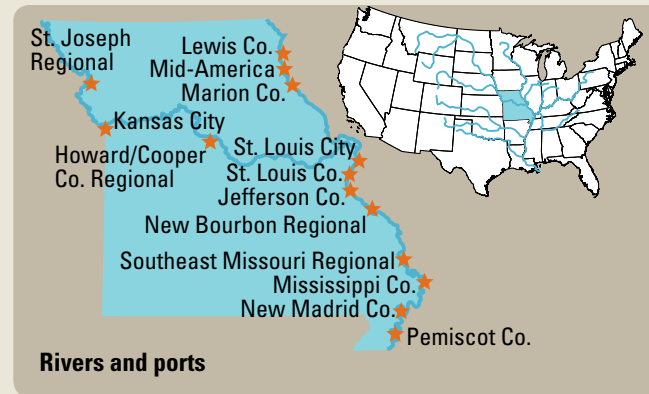 St. Joseph
Regional
Lewis Co.
Mid-America
Marion Co.
Kansas City
Howard/Cooper
Co. Regional
St. Louis City
St. Louis Co.
Jefferson Co.
New Bourbon Regional
Southeast Missouri Regional
Mississippi Co.
New Madrid Co.
Pemiscot Co.
Rivers and ports